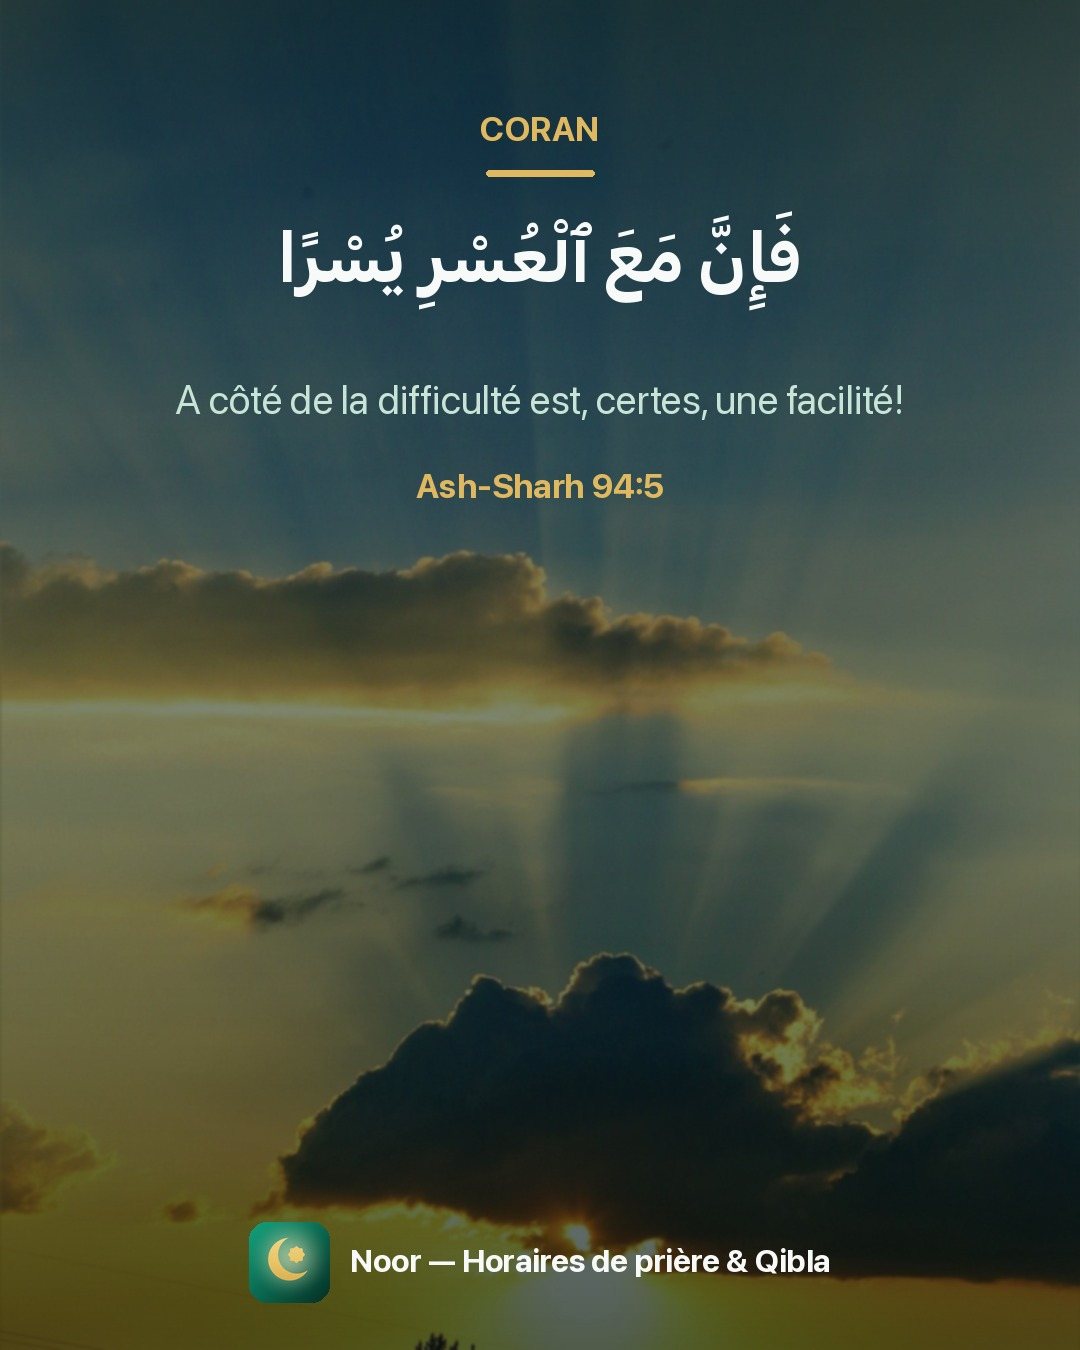 CORAN
فَإِنَّ مَعَ ٱلْعُسْرِ يُسْرًا
A côté de la difficulté est, certes, une facilité!
Ash-Sharh 94:5
Noor — Horaires de prière & Qibla